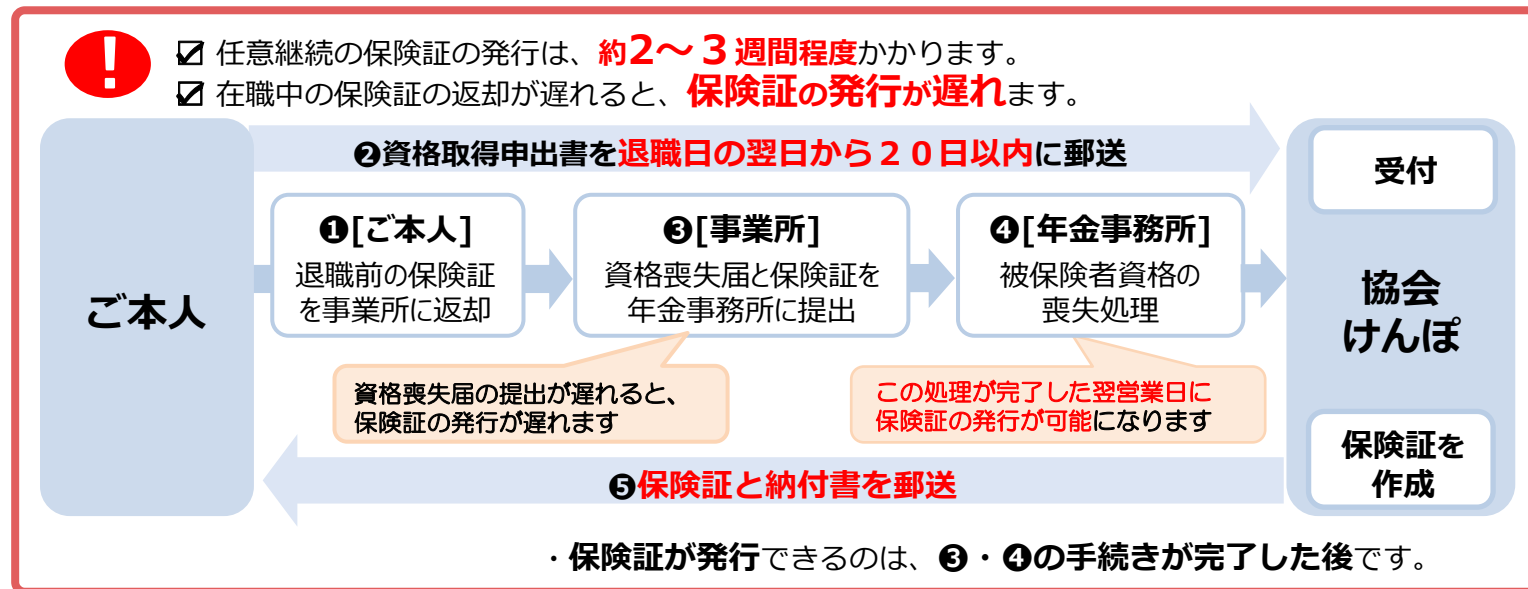 !
☑ 任意継続の保険証の発行は、約2~3週間程度かかります。
☑ 在職中の保険証の返却が遅れると、保険証の発行が遅れます。
❷資格取得申出書を退職日の翌日から20日以内に郵送
ご本人
❶[ご本人]
退職前の保険証
を事業所に返却
❸[事業所]
資格喪失届と保険証を
年金事務所に提出
❹[年金事務所]
被保険者資格の
喪失処理
受付
協会
けんぽ
保険証を
作成
資格喪失届の提出が遅れると、
保険証の発行が遅れます
この処理が完了した翌営業日に
保険証の発行が可能になります
❺保険証と納付書を郵送
・保険証が発行できるのは、❸・❹の手続きが完了した後です。